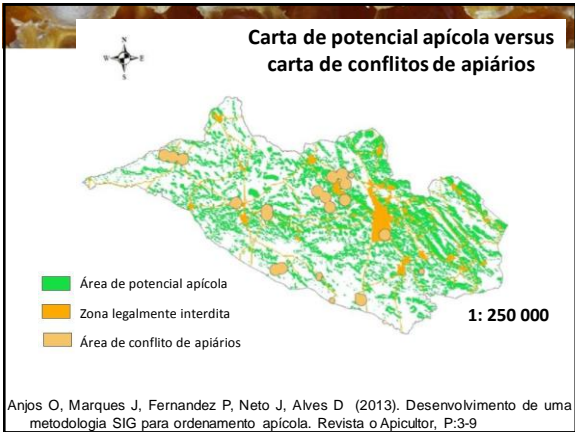 Carta de potencial apícola versus
carta de conflitos de apiários
N
W E
S
Área de potencial apícola
Zona legalmente interdita
Área de conflito de apiários
1: 250 000
Anjos O, Marques J, Fernandez P, Neto J, Alves D (2013). Desenvolvimento de uma
metodologia SIG para ordenamento apícola. Revista o Apicultor, P:3-9